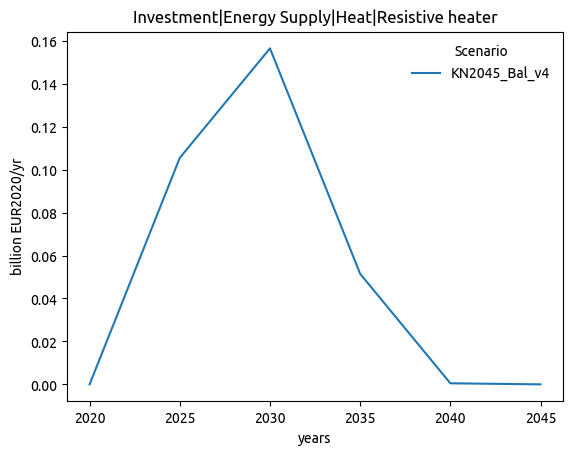 Investment|Energy Supply|Heat|Resistive heater
Scenario
KN2045_Bal_v4
billion EUR2020/yr
0.16
0.14
0.12
0.10
0.08
0.06
0.04
0.02
0.00
2020 2025 2030 2035 2040 2045
years